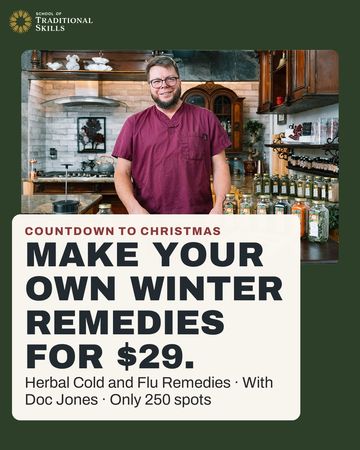 SCHOOL OF
TRADITIONAL
SKILLS
COUNTDOWN TO CHRISTMAS
MAKE YOUR
OWN WINTER
REMEDIES
FOR $29.
Herbal Cold and Flu Remedies · With
Doc Jones · Only 250 spots